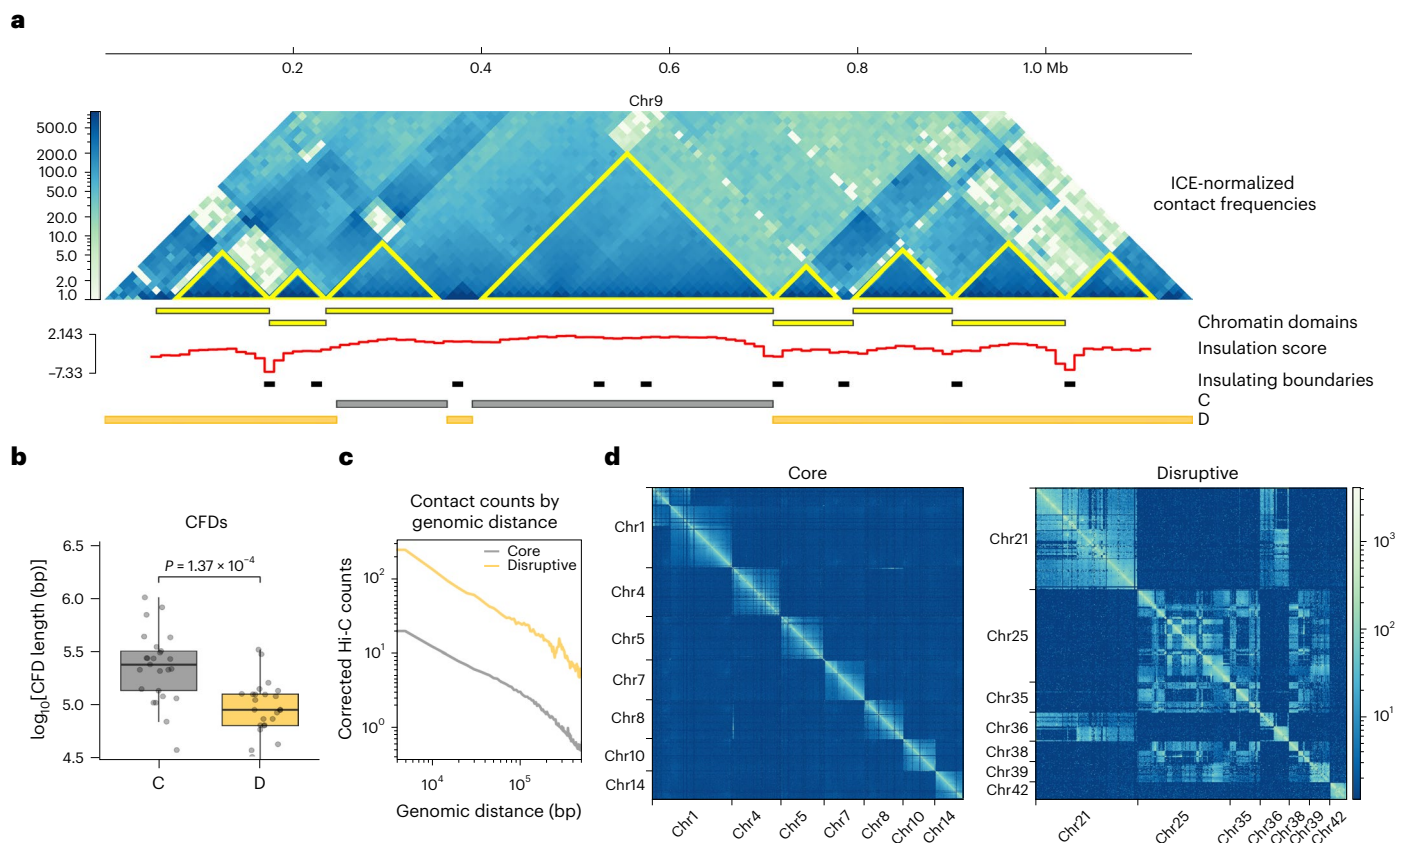 a
0.2 0.4 0.6 0.8 1.0 Mb
Chr9
500.0
200.0
100.0
50.0
20.0
10.0
5.0
2.0
1.0
ICE-normalized
contact frequencies
Chromatin domains
2.143
Insulation score
–7.33
Insulating boundaries
C
D
b
CFDs
log10[CFD length (bp)]
6.5
6.0
5.5
5.0
4.5
P = 1.37 × 10–4
C D
c
Contact counts by
genomic distance
Core
Disruptive
Corrected Hi-C counts
10²
10¹
10⁰
10⁴ 10⁵
Genomic distance (bp)
d
Core
Chr1
Chr4
Chr5
Chr7
Chr8
Chr10
Chr14
Chr1 Chr4 Chr5 Chr7 Chr8 Chr10 Chr14
Disruptive
Chr21
Chr25
Chr35
Chr36
Chr38
Chr39
Chr42
Chr21 Chr25 Chr35 Chr36 Chr38 Chr39 Chr42
10³
10²
10¹